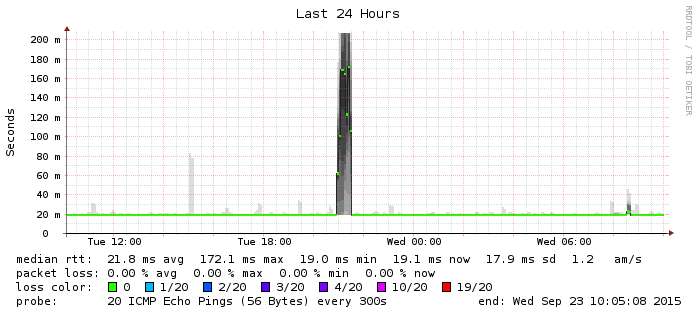 Last 24 Hours
RRDTOOL / TOBI OETIKER
Seconds
200 m
180 m
160 m
140 m
120 m
100 m
80 m
60 m
40 m
20 m
0
Tue 12:00 Tue 18:00 Wed 00:00 Wed 06:00
median rtt: 21.8 ms avg 172.1 ms max 19.0 ms min 19.1 ms now 17.9 ms sd 1.2 am/s
packet loss: 0.00 % avg 0.00 % max 0.00 % min 0.00 % now
loss color: 0 1/20 2/20 3/20 4/20 10/20 19/20
probe: 20 ICMP Echo Pings (56 Bytes) every 300s end: Wed Sep 23 10:05:08 2015